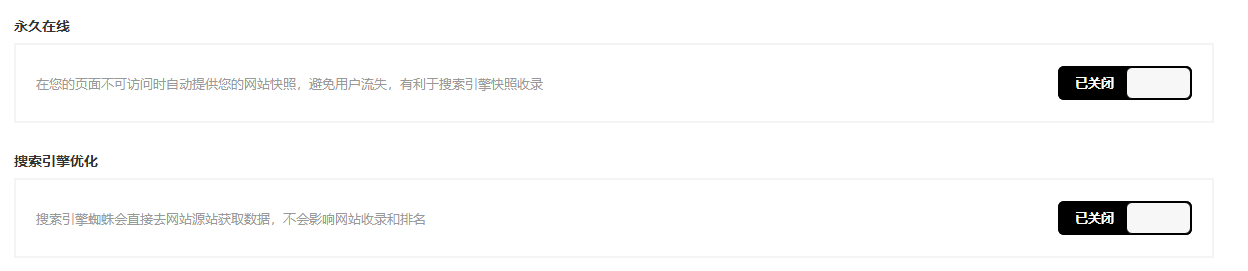 永久在线
在您的页面不可访问时自动提供您的网站快照，避免用户流失，有利于搜索引擎快照收录
已关闭
搜索引擎优化
搜索引擎蜘蛛会直接去网站源站获取数据，不会影响网站收录和排名
已关闭